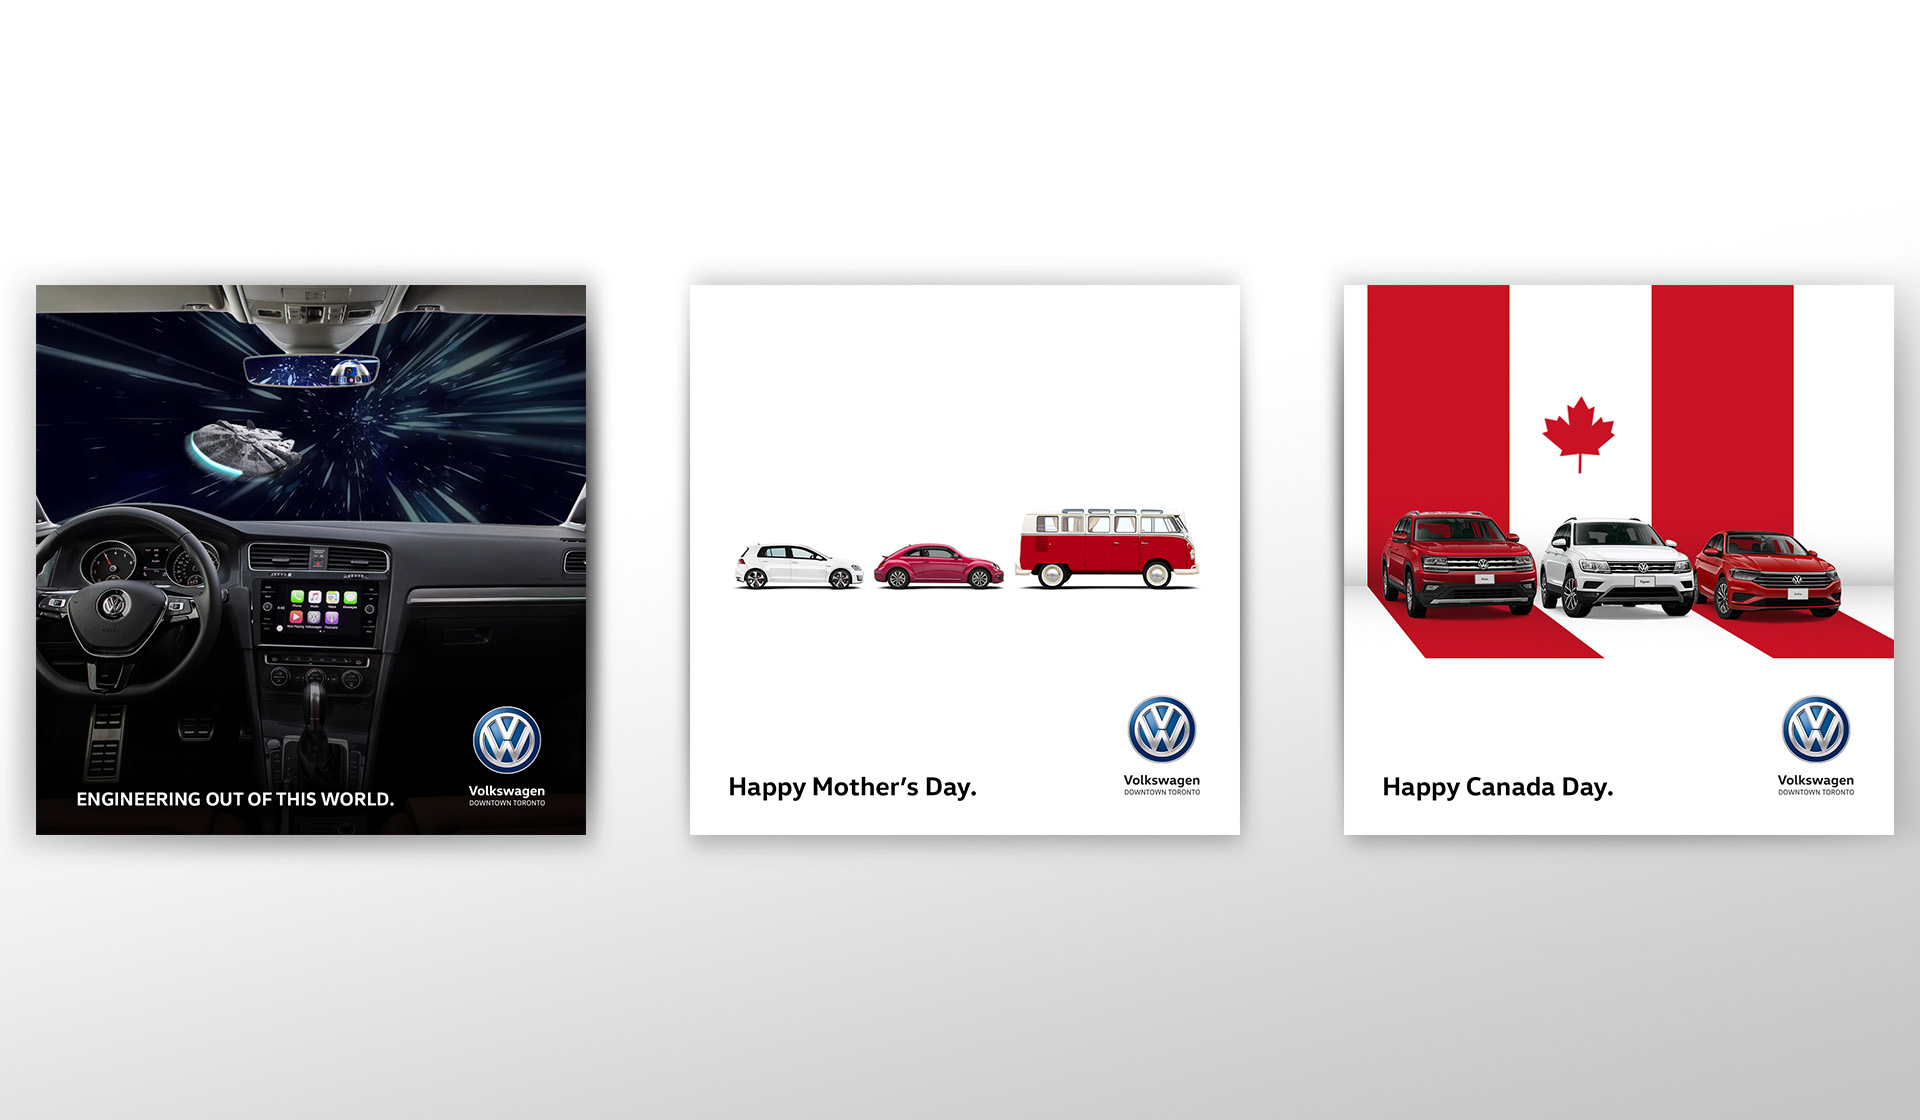 ENGINEERING OUT OF THIS WORLD.
Volkswagen
DOWNTOWN TORONTO
Happy Mother's Day.
Volkswagen
DOWNTOWN TORONTO
Happy Canada Day.
Volkswagen
DOWNTOWN TORONTO